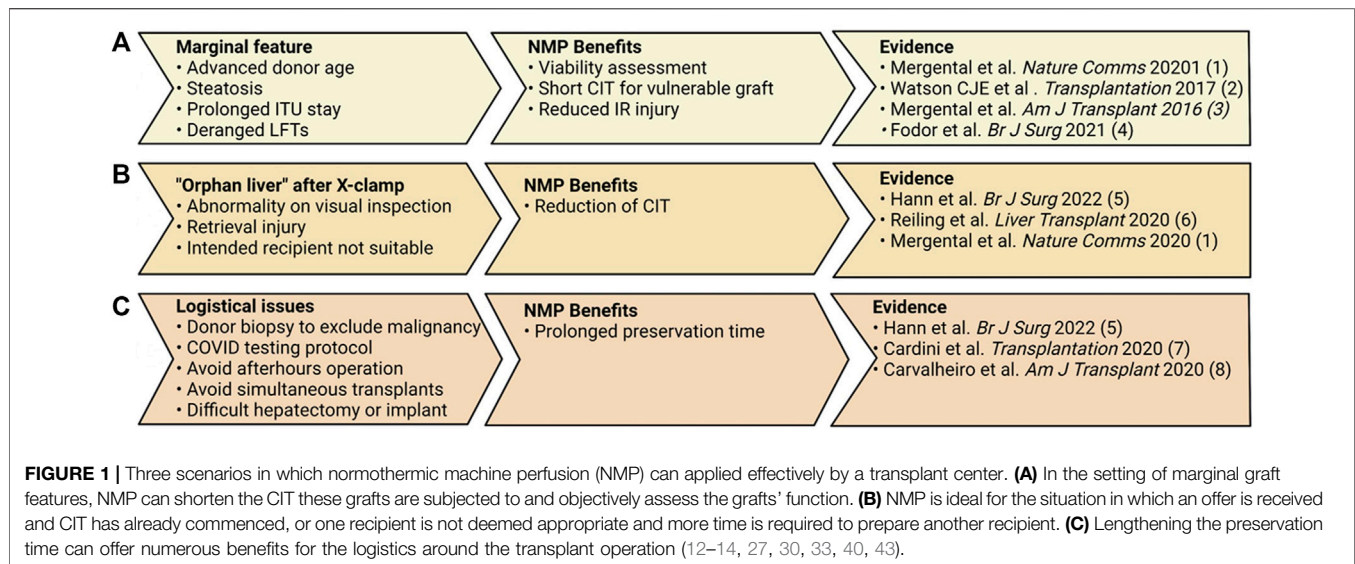 A
Marginal feature
• Advanced donor age
• Steatosis
• Prolonged ITU stay
• Deranged LFTs
NMP Benefits
• Viability assessment
• Short CIT for vulnerable graft
• Reduced IR injury
Evidence
• Mergental et al. Nature Comms 20201 (1)
• Watson CJE et al . Transplantation 2017 (2)
• Mergental et al. Am J Transplant 2016 (3)
• Fodor et al. Br J Surg 2021 (4)
B
"Orphan liver" after X-clamp
• Abnormality on visual inspection
• Retrieval injury
• Intended recipient not suitable
NMP Benefits
• Reduction of CIT
Evidence
• Hann et al. Br J Surg 2022 (5)
• Reiling et al. Liver Transplant 2020 (6)
• Mergental et al. Nature Comms 2020 (1)
C
Logistical issues
• Donor biopsy to exclude malignancy
• COVID testing protocol
• Avoid afterhours operation
• Avoid simultaneous transplants
• Difficult hepatectomy or implant
NMP Benefits
• Prolonged preservation time
Evidence
• Hann et al. Br J Surg 2022 (5)
• Cardini et al. Transplantation 2020 (7)
• Carvalheiro et al. Am J Transplant 2020 (8)
FIGURE 1 | Three scenarios in which normothermic machine perfusion (NMP) can applied effectively by a transplant center. (A) In the setting of marginal graft
features, NMP can shorten the CIT these grafts are subjected to and objectively assess the grafts' function. (B) NMP is ideal for the situation in which an offer is received
and CIT has already commenced, or one recipient is not deemed appropriate and more time is required to prepare another recipient. (C) Lengthening the preservation
time can offer numerous benefits for the logistics around the transplant operation (12–14, 27, 30, 33, 40, 43).